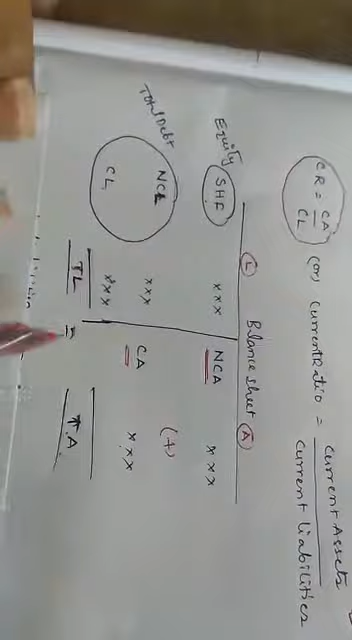 CR = CA / CL (or) Current Ratio = Current Assets / Current Liabilities
Balance sheet
L A
Equity SHF xxx NCA xxx
(+)
Total Debt NCL xxx CA xxx
CL xxx
TL = T.A